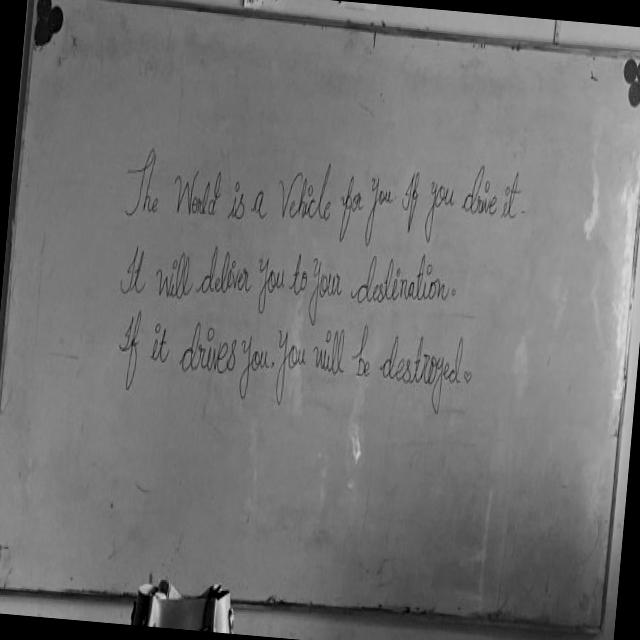 The World is a Vehicle for you If you drive it.
It will deliver you to your destination.
If it drives you. You will be destroyed.